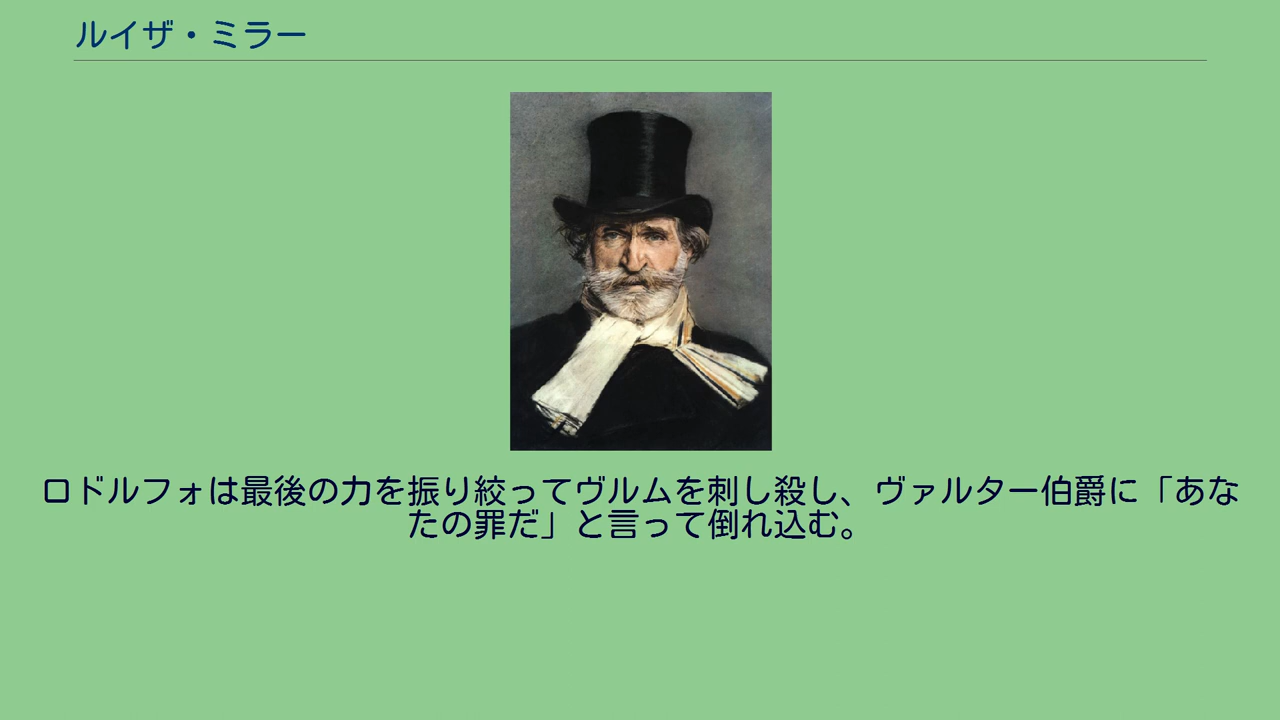 ルイザ・ミラー
ロドルフォは最後の力を振り絞ってヴルムを刺し殺し、ヴァルター伯爵に「あな
たの罪だ」と言って倒れ込む。